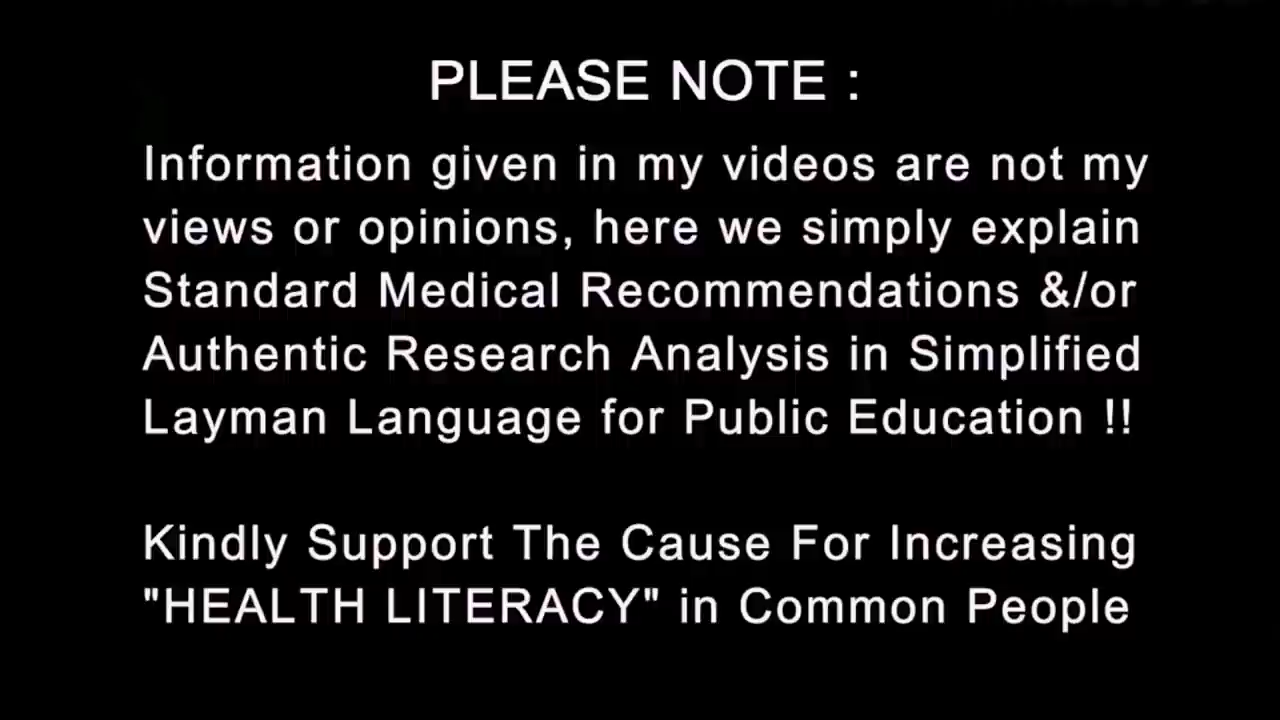 PLEASE NOTE :
Information given in my videos are not my
views or opinions, here we simply explain
Standard Medical Recommendations &/or
Authentic Research Analysis in Simplified
Layman Language for Public Education !!
Kindly Support The Cause For Increasing
"HEALTH LITERACY" in Common People